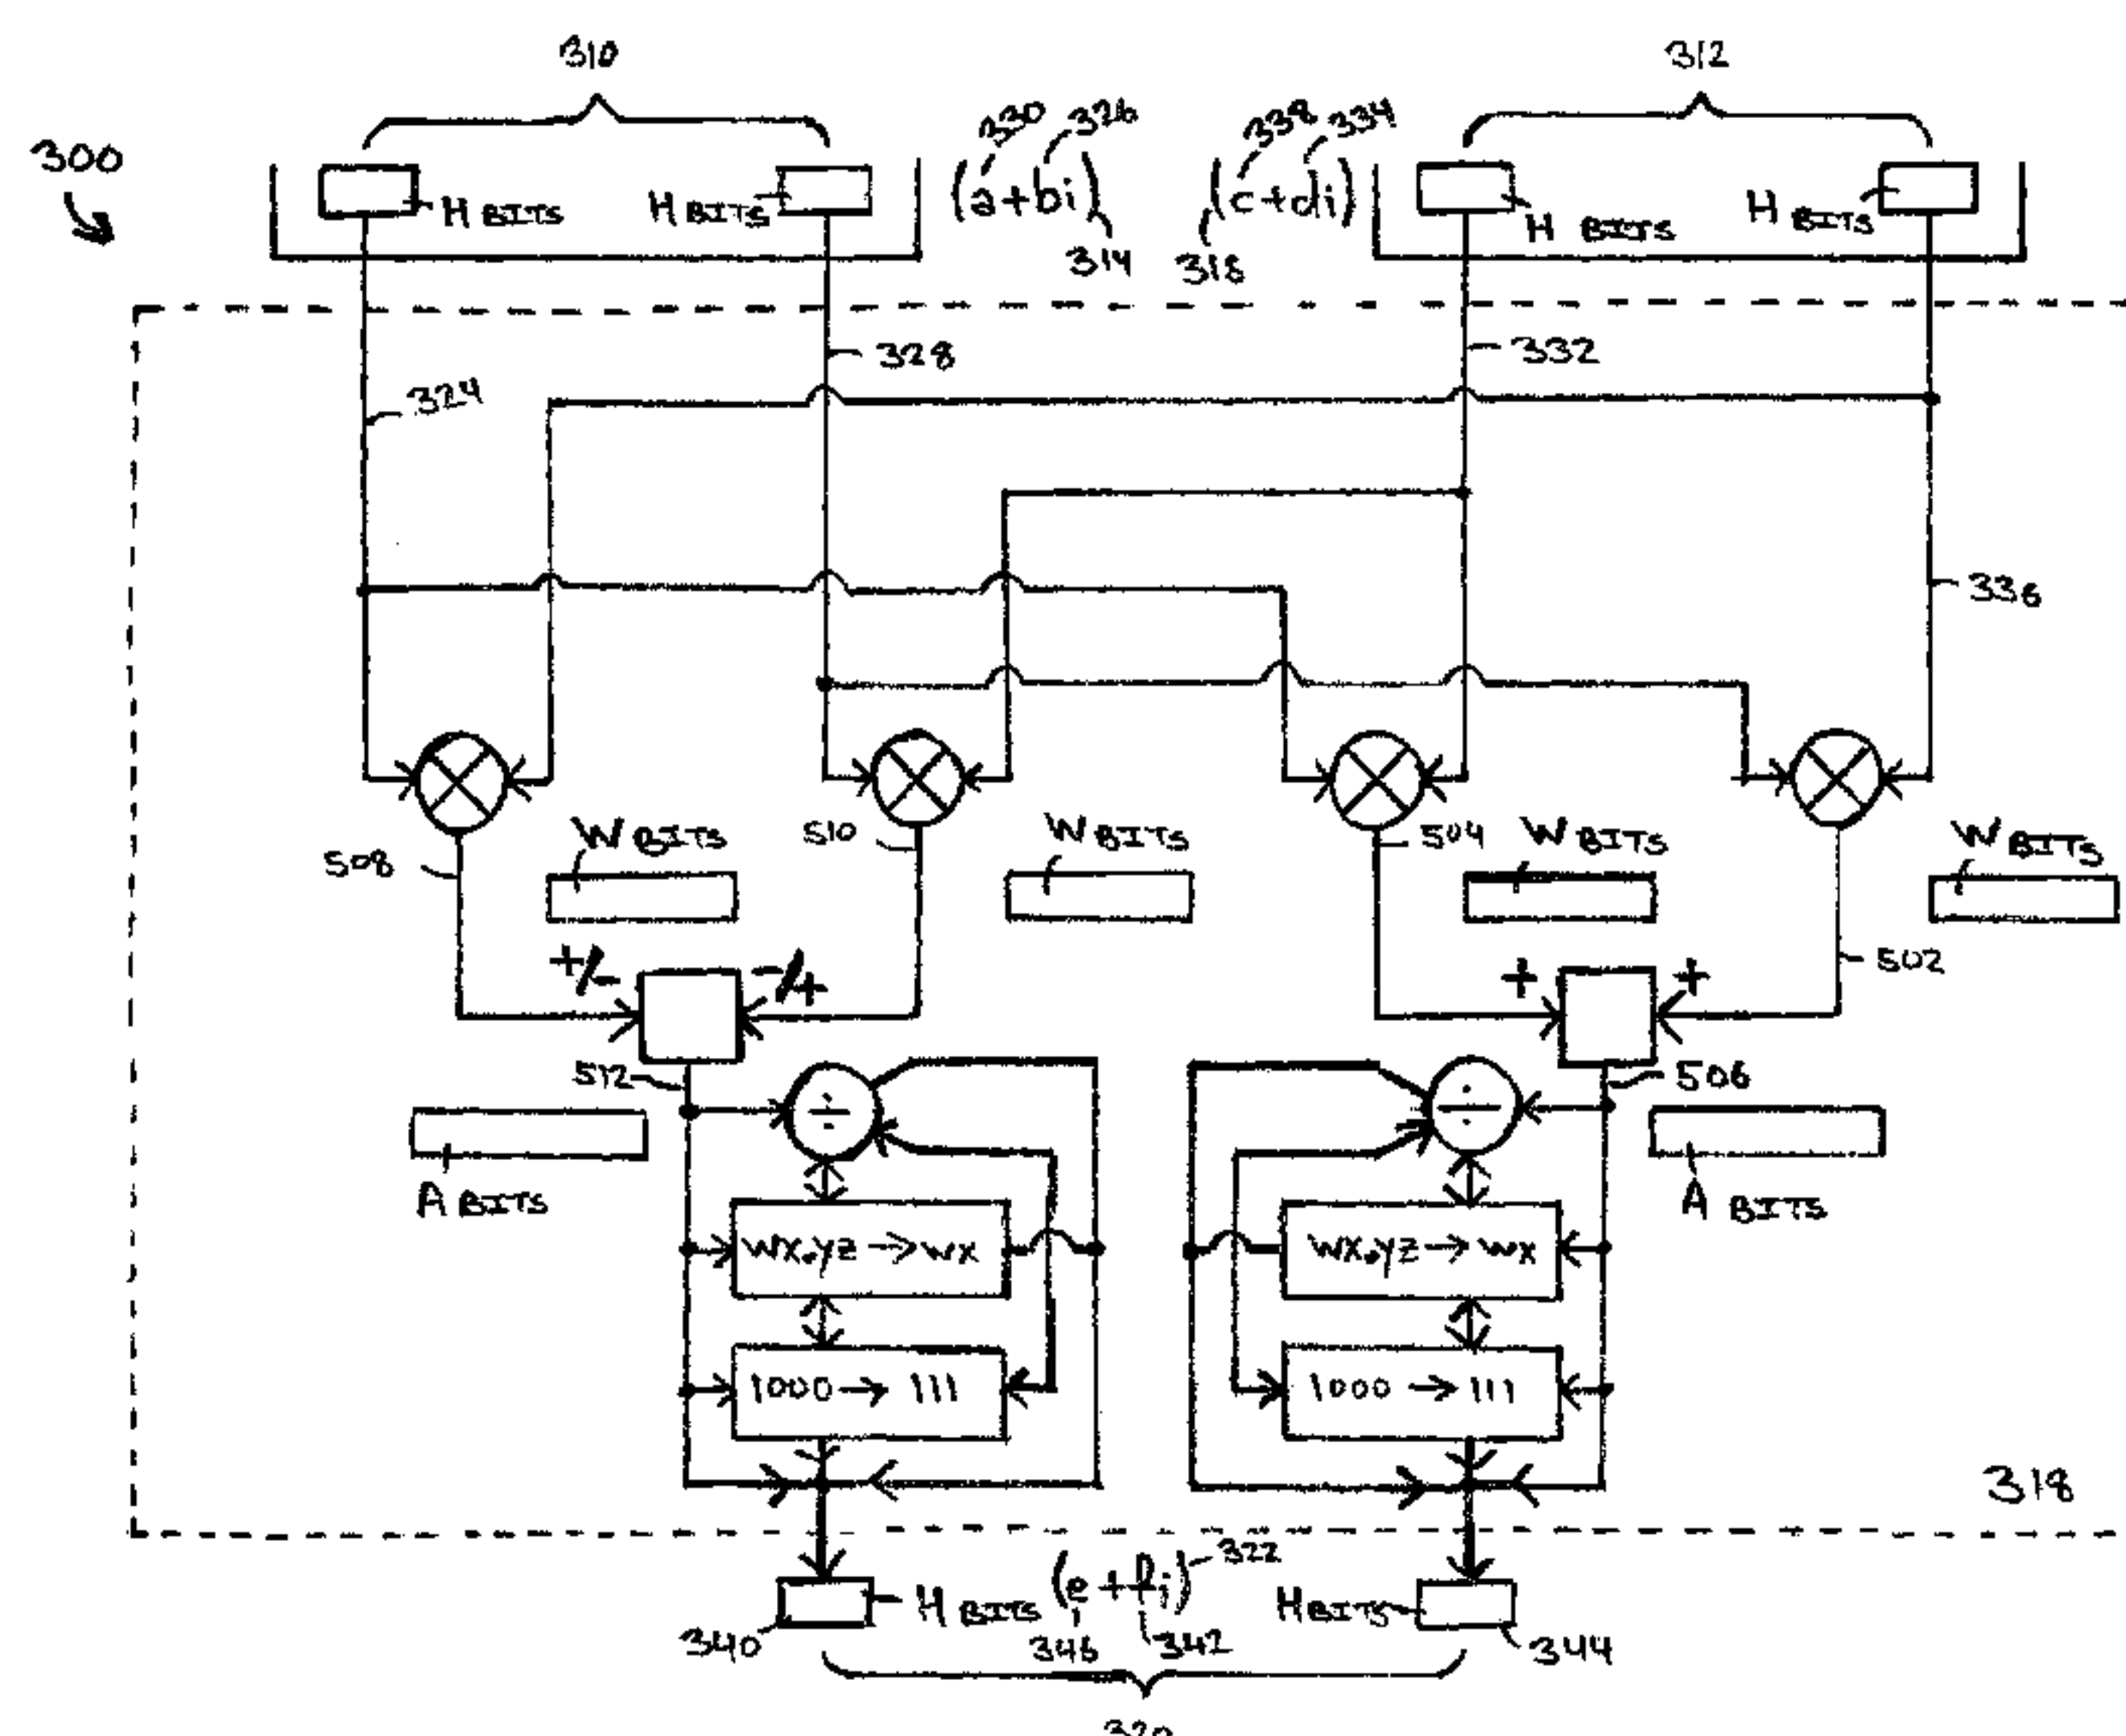 310
312
300
330 326
338 334
H BITS
H BITS
(a+bi)
(c+di)
H BITS
H BITS
314
318
328
332
324
336
508
W BITS
510
W BITS
504
W BITS
W BITS
502
+/-
-/+
+
+
512
506
÷
÷
A BITS
A BITS
WX.YZ → WX
WX.YZ → WX
1000 → 111
1000 → 111
318
322
H BITS
(e+fi)
H BITS
340
346
342
344
320